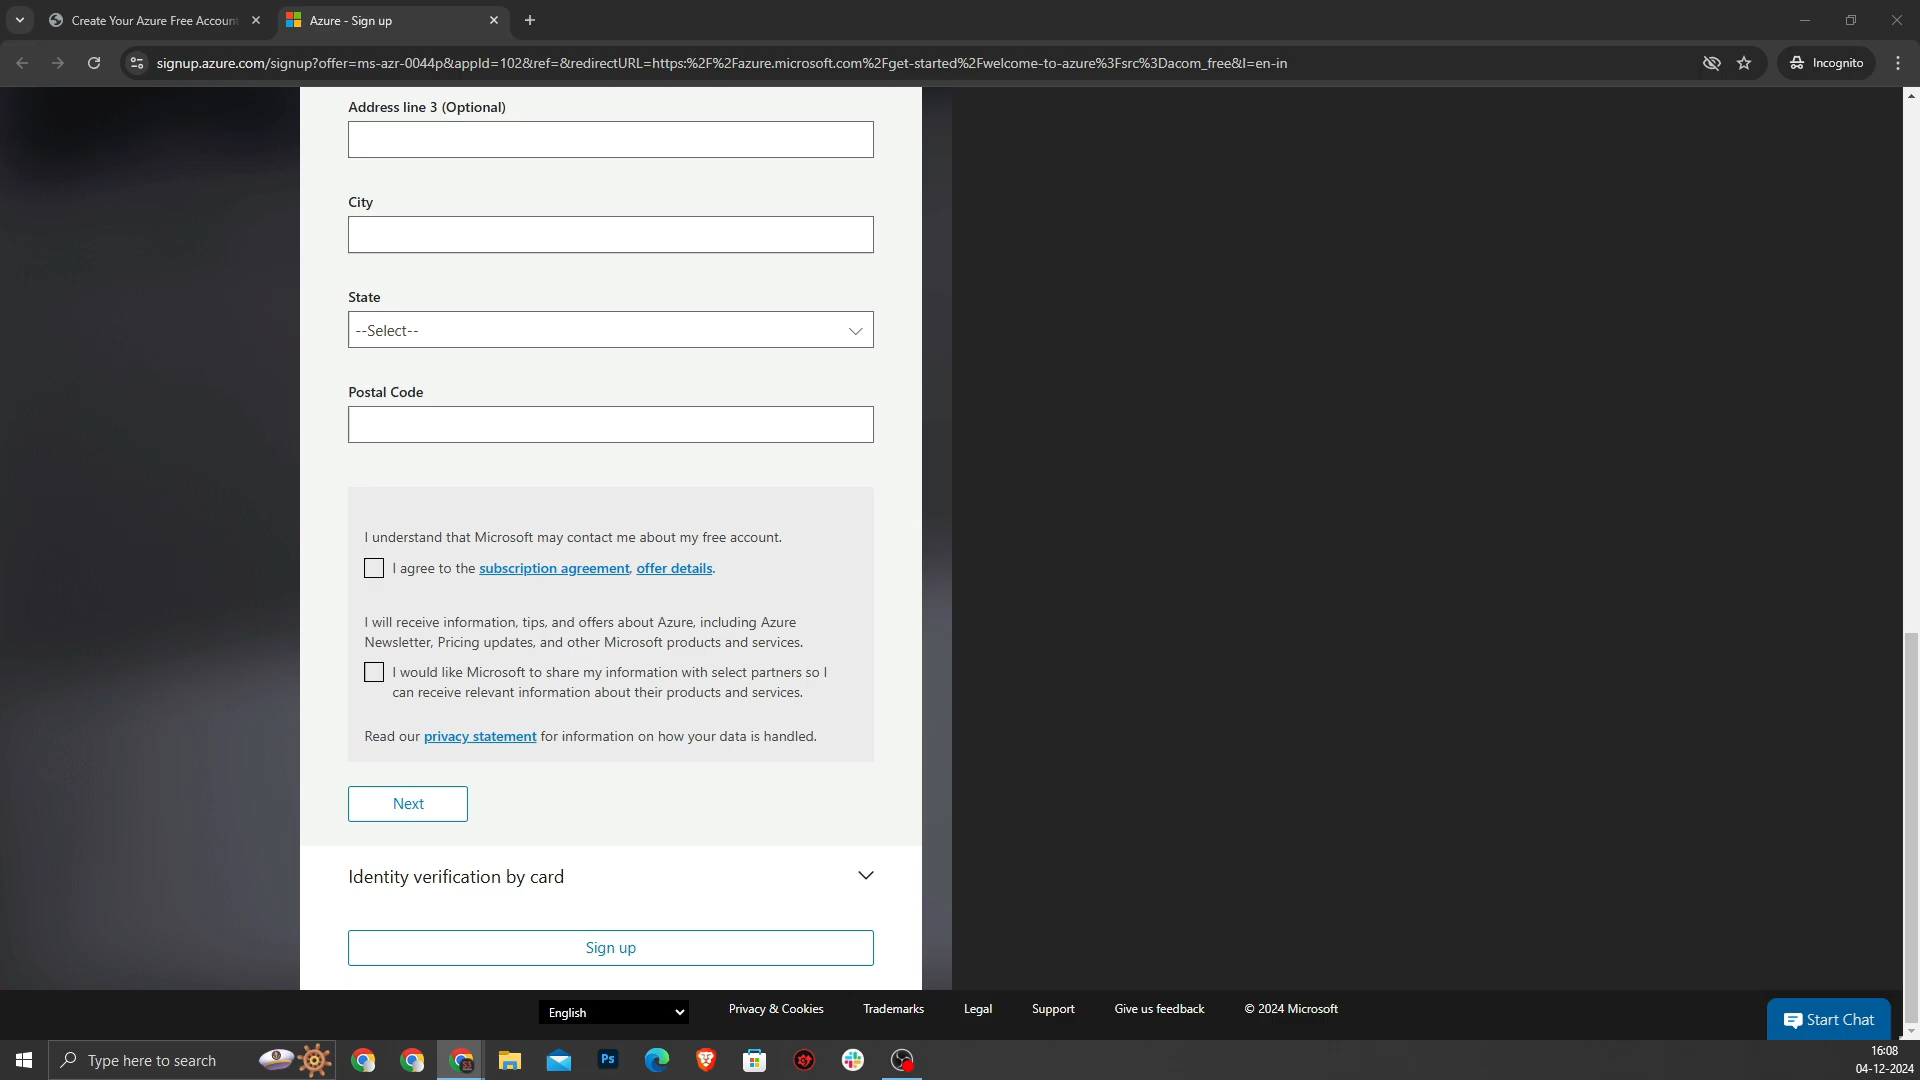 Create Your Azure Free Accoun
Azure - Sign up
signup.azure.com/signup?offer=ms-azr-0044p&appId=102&ref=&redirectURL=https:%2F%2Fazure.microsoft.com%2Fget-started%2Fwelcome-to-azure%3Fsrc%3Dacom_free&l=en-in
Incognito
Address line 3 (Optional)
City
State
--Select--
Postal Code
I understand that Microsoft may contact me about my free account.
I agree to the subscription agreement, offer details.
I will receive information, tips, and offers about Azure, including Azure
Newsletter, Pricing updates, and other Microsoft products and services.
I would like Microsoft to share my information with select partners so I
can receive relevant information about their products and services.
Read our privacy statement for information on how your data is handled.
Next
Identity verification by card
Sign up
English
Privacy & Cookies
Trademarks
Legal
Support
Give us feedback
© 2024 Microsoft
Start Chat
Type here to search
Ps
16:08
04-12-2024